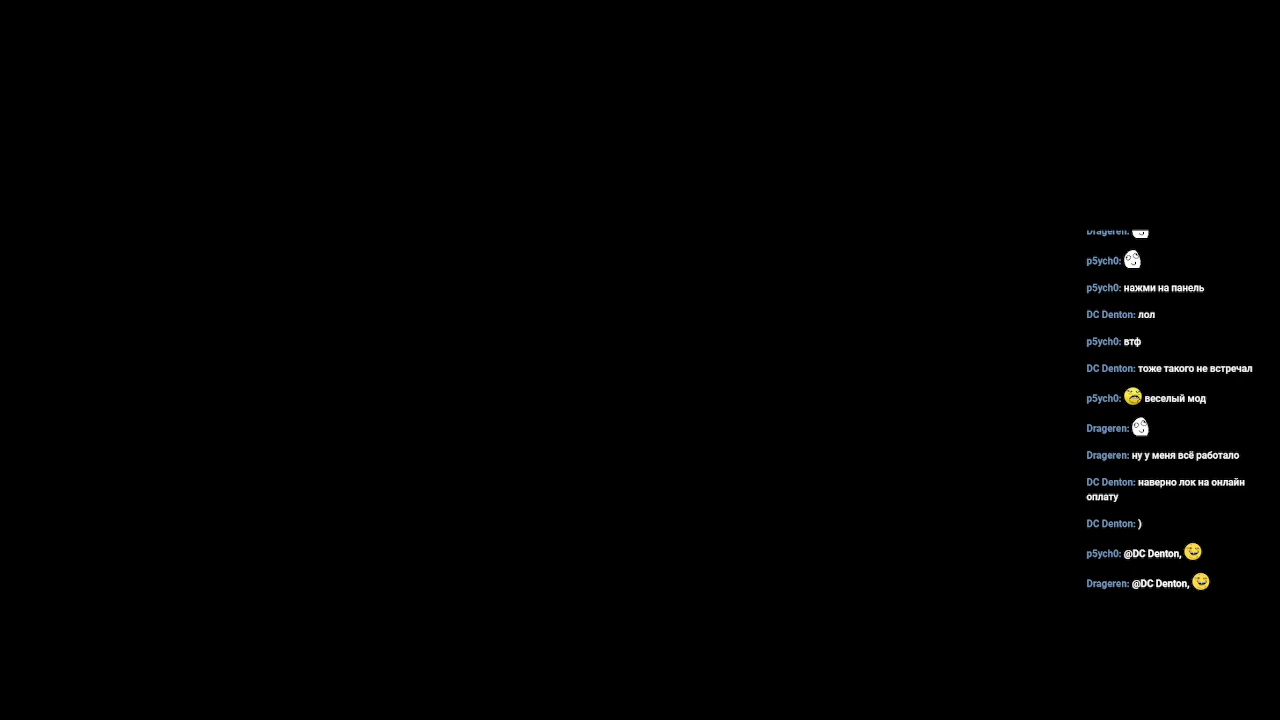 Drageren:
p5ych0:
p5ych0: нажми на панель
DC Denton: лол
p5ych0: втф
DC Denton: тоже такого не встречал
p5ych0: веселый мод
Drageren:
Drageren: ну у меня всё работало
DC Denton: наверно лок на онлайн
оплату
DC Denton: )
p5ych0: @DC Denton,
Drageren: @DC Denton,